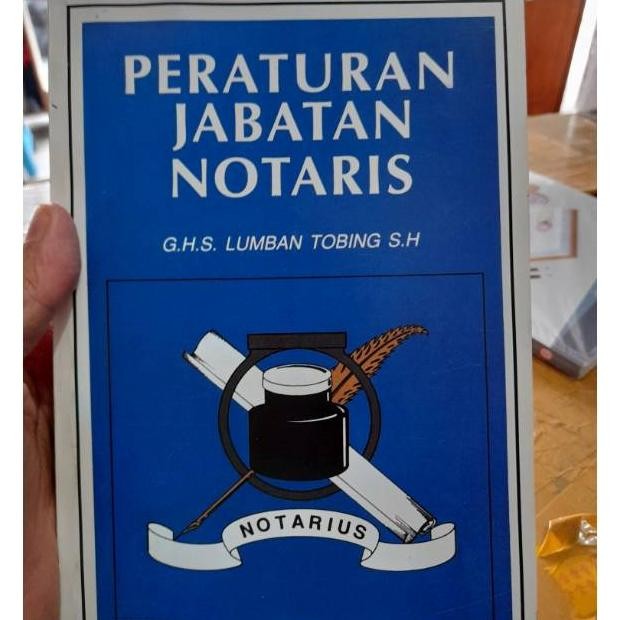 PERATURAN
JABATAN
NOTARIS
G.H.S. LUMBAN TOBING S.H
NOTARIUS